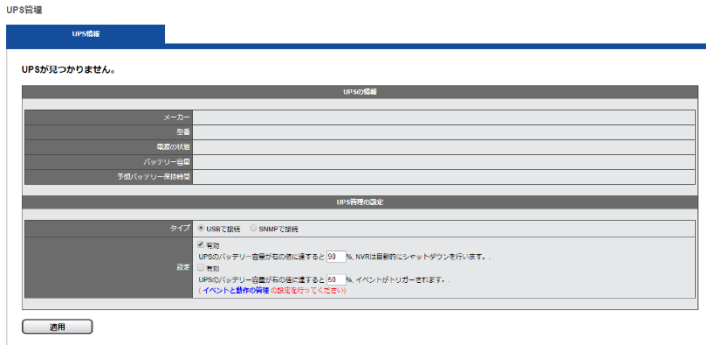 UPS管理
UPS情報
UPSが見つかりません。
UPSの情報
メーカー
型番
電源の状態
バッテリー容量
予想バッテリー保持時間
UPS管理の設定
タイプ USBで接続 SNMPで接続
有効
UPSのバッテリー容量が右の値に達すると 90 %, NVRは自動的にシャットダウンを行います。.
設定 有効
UPSのバッテリー容量が右の値に達すると 50 %, イベントがトリガーされます。.
(イベントと動作の管理 の設定を行ってください)
適用